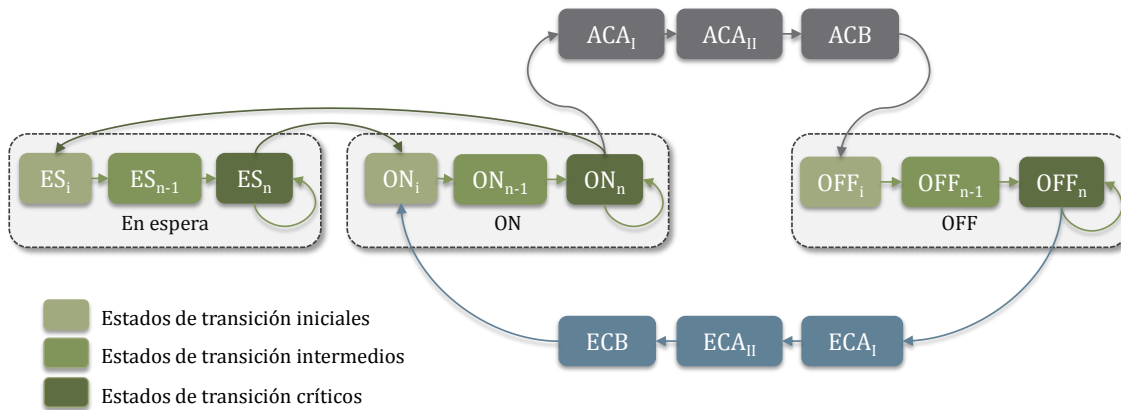 ACA_I ACA_II ACB
ES_i ES_n-1 ES_n ON_i ON_n-1 ON_n OFF_i OFF_n-1 OFF_n
En espera ON OFF
Estados de transición iniciales
ECB ECA_II ECA_I
Estados de transición intermedios
Estados de transición críticos